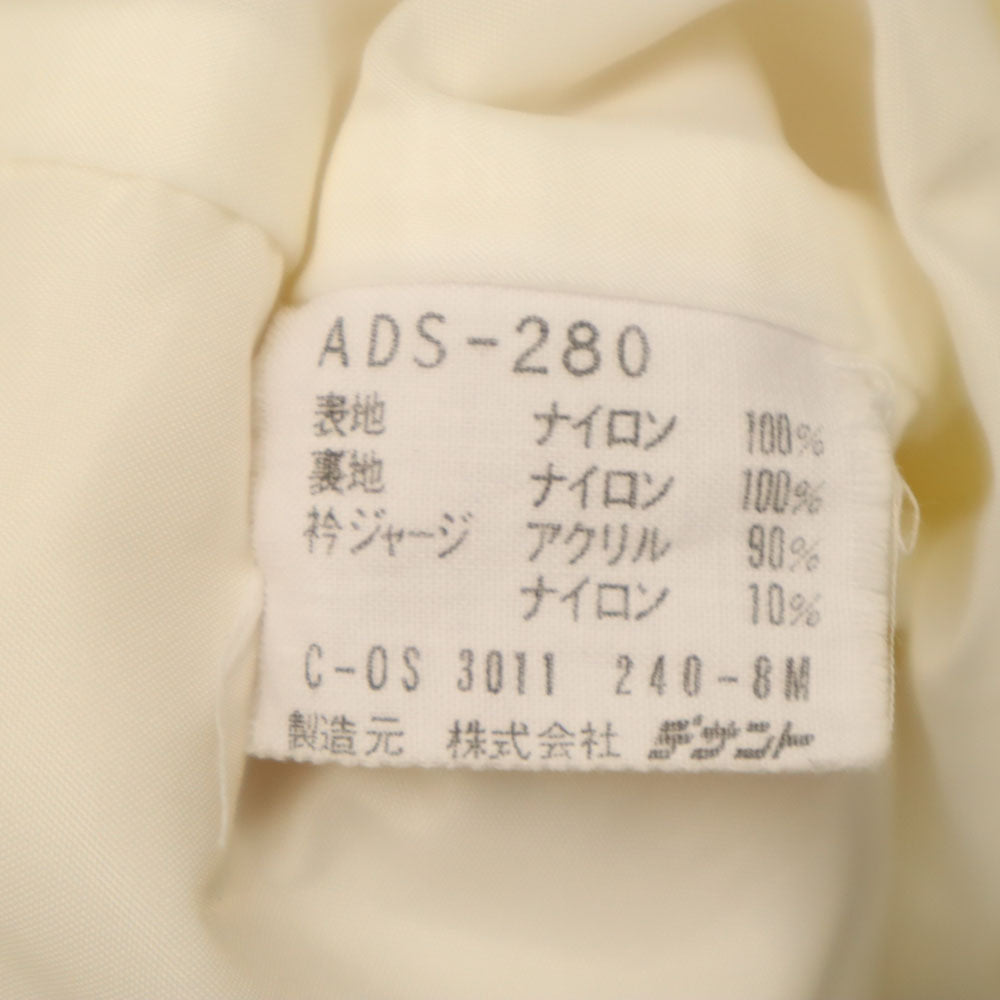 ADS-280
表地 ナイロン 100%
裏地 ナイロン 100%
衿ジャージ アクリル 90%
ナイロン 10%
C-OS 3011 240-8M
製造元 株式会社 デサント